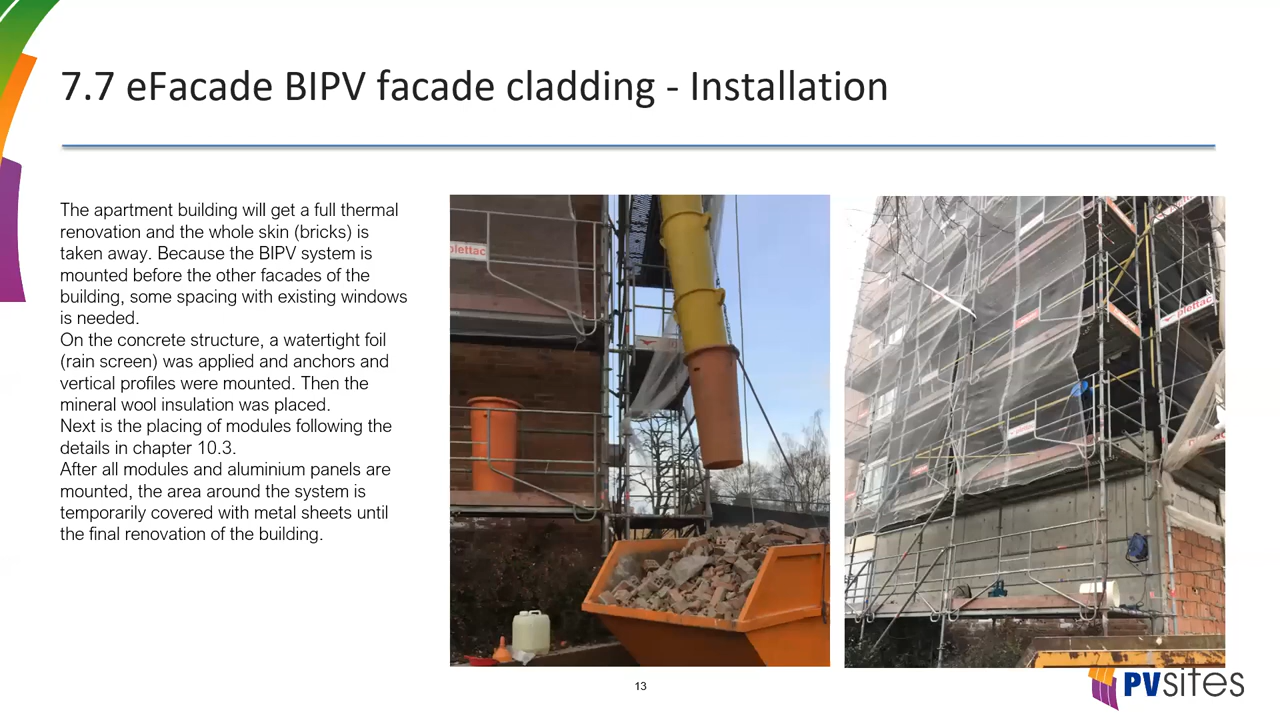 7.7 eFacade BIPV facade cladding - Installation
The apartment building will get a full thermal
renovation and the whole skin (bricks) is
taken away. Because the BIPV system is
mounted before the other facades of the
building, some spacing with existing windows
is needed.
On the concrete structure, a watertight foil
(rain screen) was applied and anchors and
vertical profiles were mounted. Then the
mineral wool insulation was placed.
Next is the placing of modules following the
details in chapter 10.3.
After all modules and aluminium panels are
mounted, the area around the system is
temporarily covered with metal sheets until
the final renovation of the building.
plettac
plettac
13
PVsites